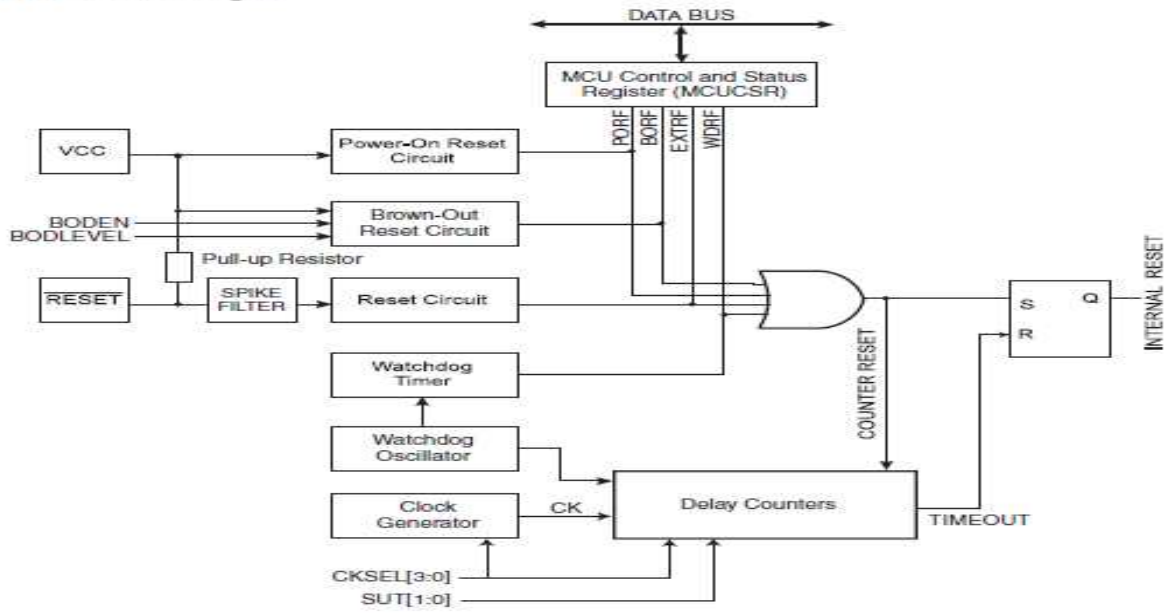 DATA BUS
MCU Control and Status
Register (MCUCSR)
PORF
BORF
EXTRF
WDRF
VCC
Power-On Reset
Circuit
BODEN
BODLEVEL
Brown-Out
Reset Circuit
Pull-up Resistor
RESET
SPIKE
FILTER
Reset Circuit
S
Q
R
INTERNAL RESET
Watchdog
Timer
COUNTER RESET
Watchdog
Oscillator
Clock
Generator
CK
Delay Counters
TIMEOUT
CKSEL[3:0]
SUT[1:0]